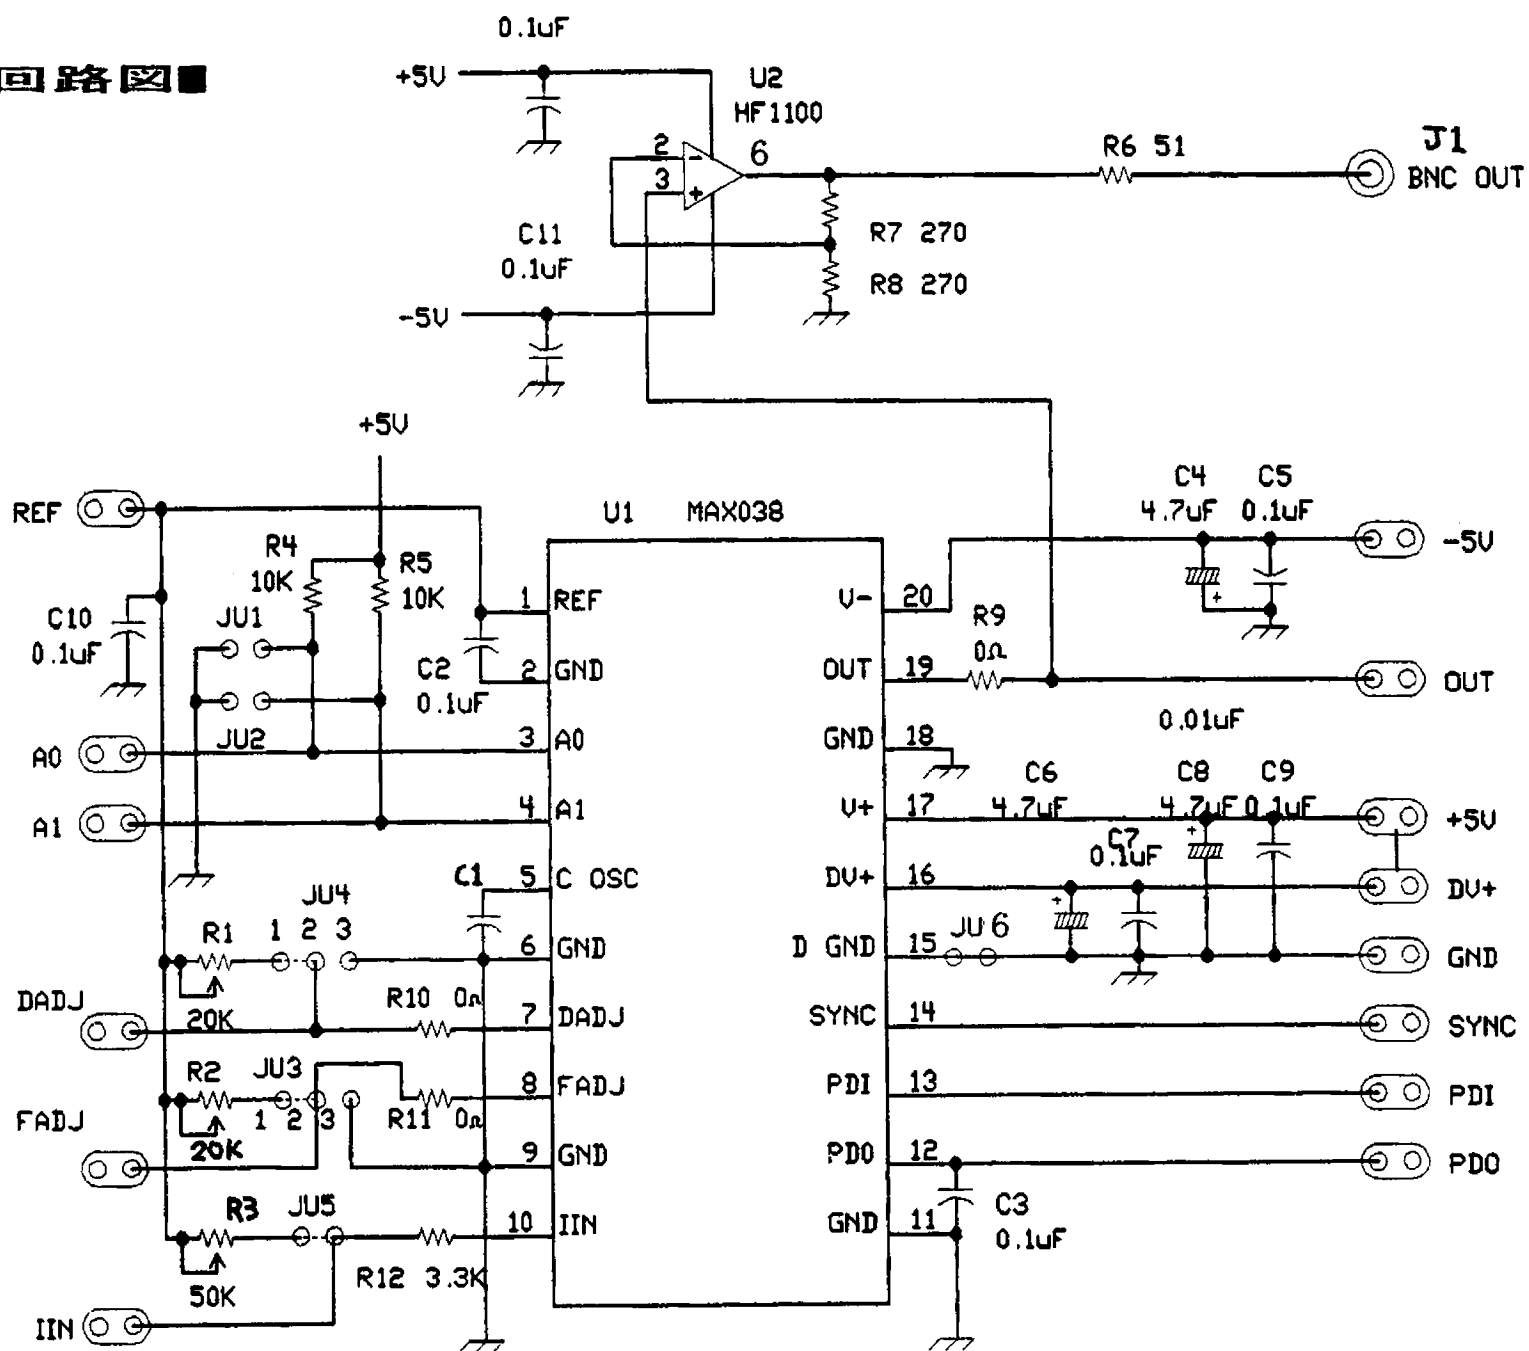 回路図■
0.1uF
+5V
U2
HF1100
2
3
6
R6 51
J1
BNC OUT
C11
0.1uF
R7 270
R8 270
-5V
+5V
REF
R4
10K
R5
10K
C10
0.1uF
JU1
JU2
C2
0.1uF
U1 MAX038
C4
4.7uF
C5
0.1uF
-5V
1 REF
V- 20
R9
0Ω
2 GND
OUT 19
OUT
0.01uF
A0
3 A0
GND 18
C6
4.7uF
C8
4.7uF
C9
0.1uF
A1
4 A1
V+ 17
+5V
+
C7
0.1uF
C1
5 C OSC
DV+ 16
DV+
+
JU4
R1
1 2 3
6 GND
D GND 15
JU6
GND
DADJ
20K
R10 0Ω
7 DADJ
SYNC 14
SYNC
R2
JU3
1 2 3
8 FADJ
PDI 13
PDI
FADJ
20K
R11 0Ω
9 GND
PDO 12
PDO
R3
JU5
10 IIN
GND 11
C3
0.1uF
50K
R12 3.3K
IIN